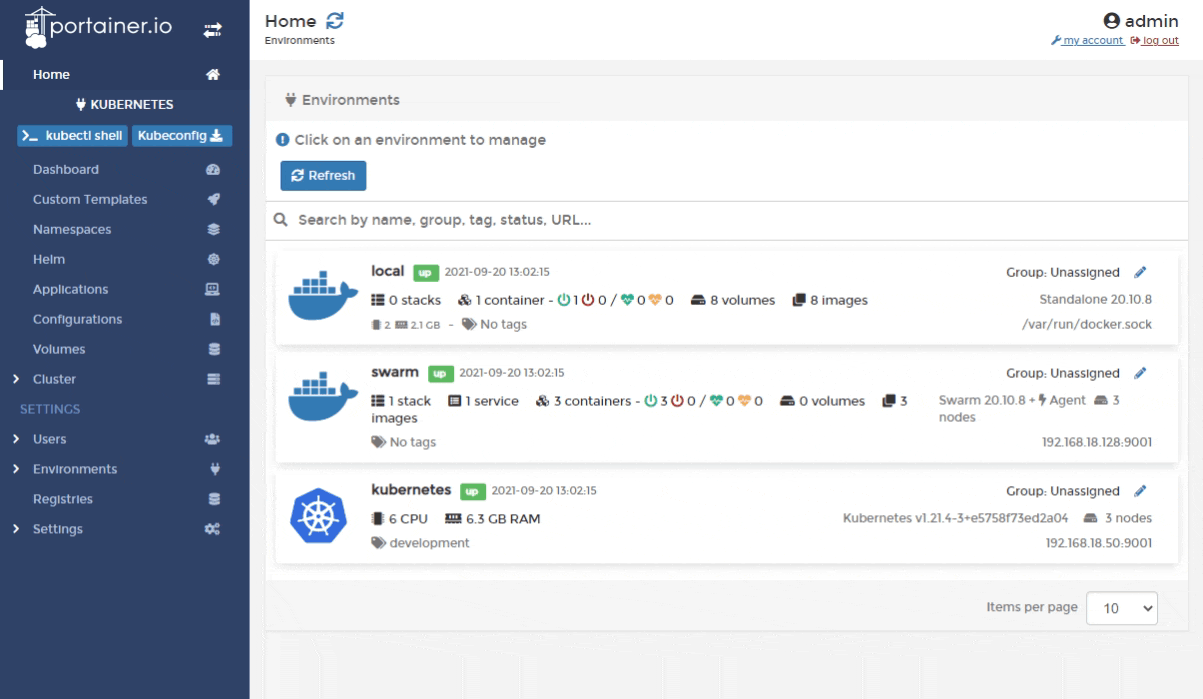 portainer.io
Home
KUBERNETES
kubectl shell Kubeconfig
Dashboard
Custom Templates
Namespaces
Helm
Applications
Configurations
Volumes
Cluster
SETTINGS
Users
Environments
Registries
Settings
Home
Environments
admin
my account log out
Environments
Click on an environment to manage
Refresh
Search by name, group, tag, status, URL...
local up 2021-09-20 13:02:15 Group: Unassigned
0 stacks 1 container - 1 0 / 0 0 8 volumes 8 images Standalone 20.10.8
2 2.1 GB - No tags /var/run/docker.sock
swarm up 2021-09-20 13:02:15 Group: Unassigned
1 stack 1 service 3 containers - 3 0 / 0 0 0 volumes 3
images
Swarm 20.10.8 + Agent 3
nodes
No tags 192.168.18.128:9001
kubernetes up 2021-09-20 13:02:15 Group: Unassigned
6 CPU 6.3 GB RAM Kubernetes v1.21.4-3+e5758f73ed2a04 3 nodes
development 192.168.18.50:9001
Items per page 10